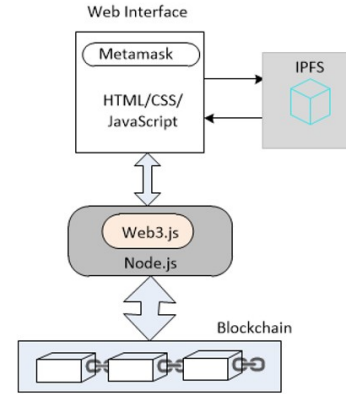 Web Interface
Metamask
HTML/CSS/
JavaScript
IPFS
Web3.js
Node.js
Blockchain